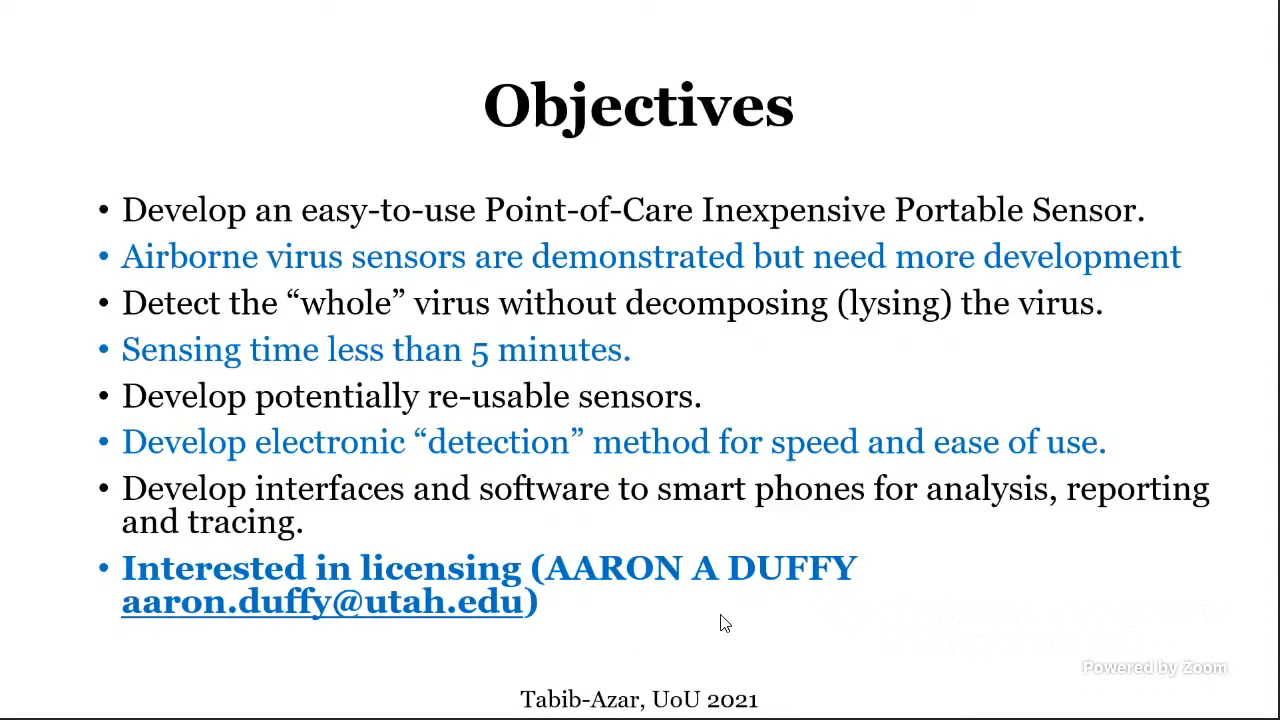 Objectives
• Develop an easy-to-use Point-of-Care Inexpensive Portable Sensor.
• Airborne virus sensors are demonstrated but need more development
• Detect the “whole” virus without decomposing (lysing) the virus.
• Sensing time less than 5 minutes.
• Develop potentially re-usable sensors.
• Develop electronic “detection” method for speed and ease of use.
• Develop interfaces and software to smart phones for analysis, reporting
and tracing.
• Interested in licensing (AARON A DUFFY
aaron.duffy@utah.edu)
Powered by Zoom
Tabib-Azar, UoU 2021